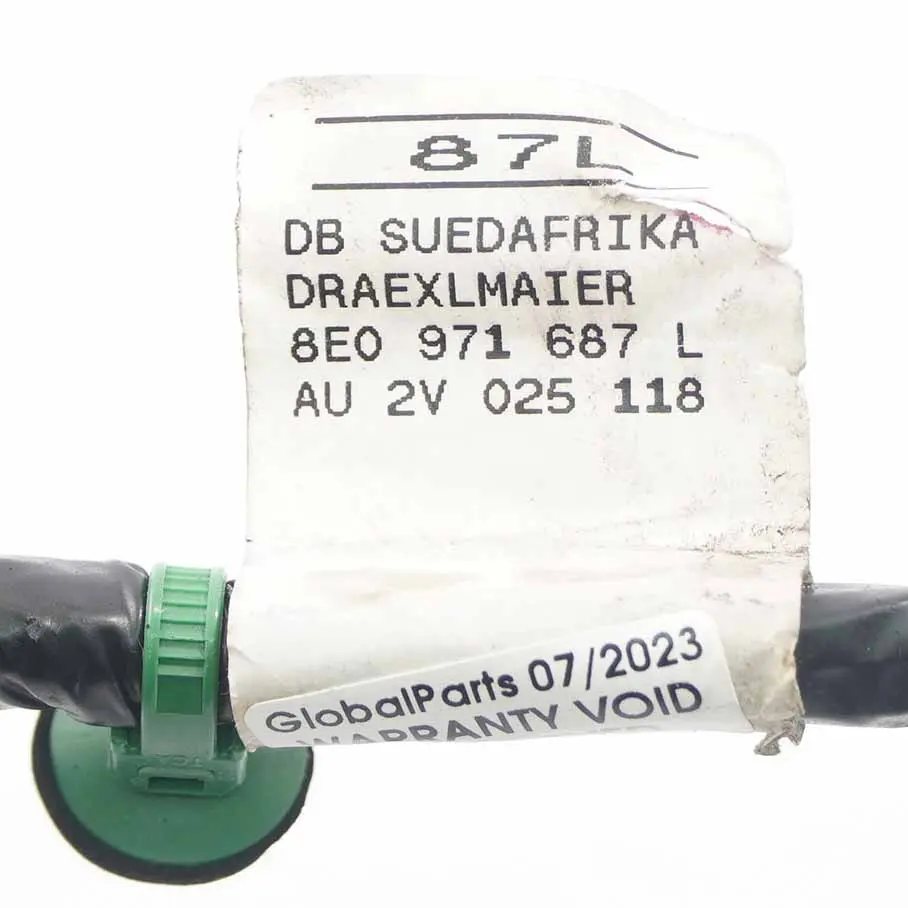 87L
DB SUEDAFRIKA
DRAEXLMAIER
8E0 971 687 L
AU 2V 025 118
GlobalParts 07/2023
WARRANTY VOID